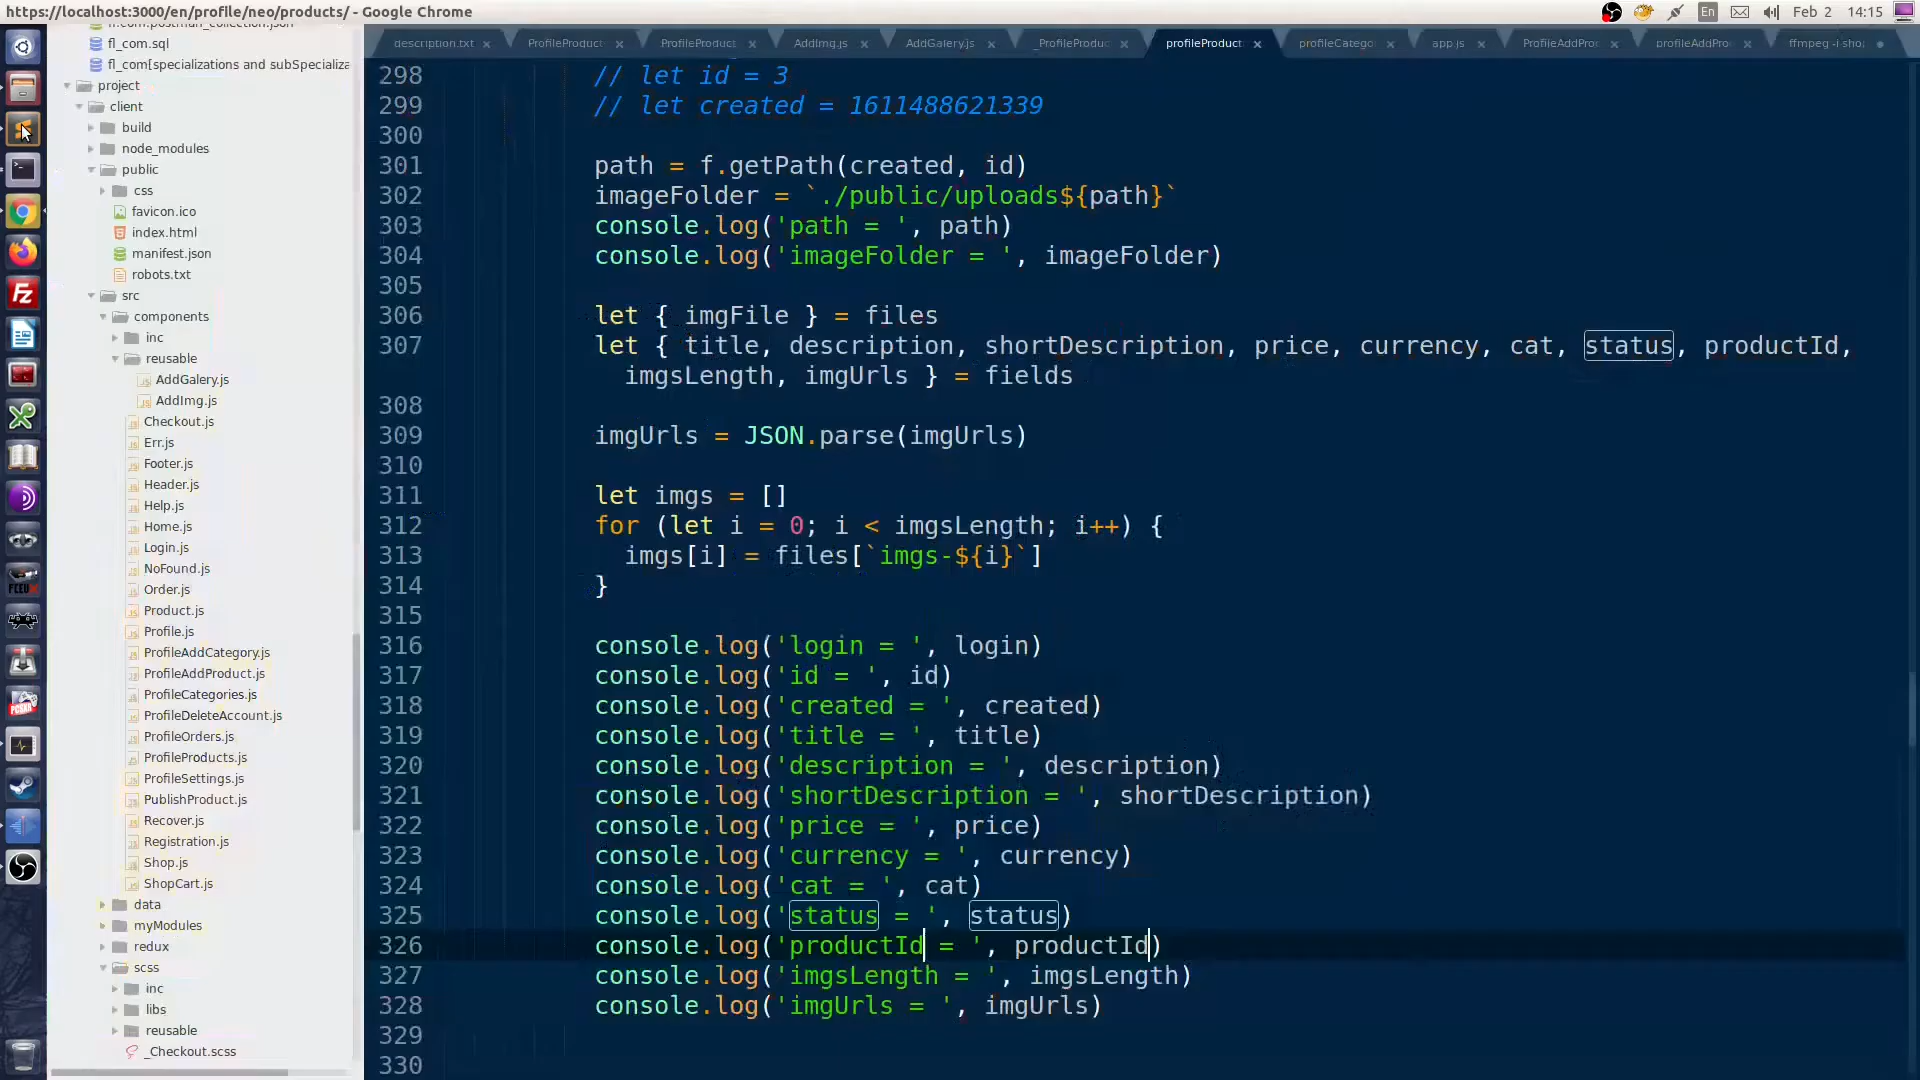 https://localhost:3000/en/profile/neo/products/ - Google Chrome
En
Feb 2
14:15
fl_com.sql
fl_com[specializations and subSpecializa
project
client
build
node_modules
public
css
favicon.ico
index.html
manifest.json
robots.txt
src
components
inc
reusable
AddGalery.js
AddImg.js
Checkout.js
Err.js
Footer.js
Header.js
Help.js
Home.js
Login.js
NoFound.js
Order.js
Product.js
Profile.js
ProfileAddCategory.js
ProfileAddProduct.js
ProfileCategories.js
ProfileDeleteAccount.js
ProfileOrders.js
ProfileProducts.js
ProfileSettings.js
PublishProduct.js
Recover.js
Registration.js
Shop.js
ShopCart.js
data
myModules
redux
scss
inc
libs
reusable
_Checkout.scss
description.txt
ProfileProduct
ProfileProduct
AddImg.js
AddGalery.js
_ProfileProduc
profileProduct
profileCatego
app.js
ProfileAddPro
profileAddPro
ffmpeg -i sho
298 // let id = 3
299 // let created = 1611488621339
300
301 path = f.getPath(created, id)
302 imageFolder = `./public/uploads${path}`
303 console.log('path = ', path)
304 console.log('imageFolder = ', imageFolder)
305
306 let { imgFile } = files
307 let { title, description, shortDescription, price, currency, cat, status, productId,
imgsLength, imgUrls } = fields
308
309 imgUrls = JSON.parse(imgUrls)
310
311 let imgs = []
312 for (let i = 0; i < imgsLength; i++) {
313 imgs[i] = files[`imgs-${i}`]
314 }
315
316 console.log('login = ', login)
317 console.log('id = ', id)
318 console.log('created = ', created)
319 console.log('title = ', title)
320 console.log('description = ', description)
321 console.log('shortDescription = ', shortDescription)
322 console.log('price = ', price)
323 console.log('currency = ', currency)
324 console.log('cat = ', cat)
325 console.log('status = ', status)
326 console.log('productId = ', productId)
327 console.log('imgsLength = ', imgsLength)
328 console.log('imgUrls = ', imgUrls)
329
330